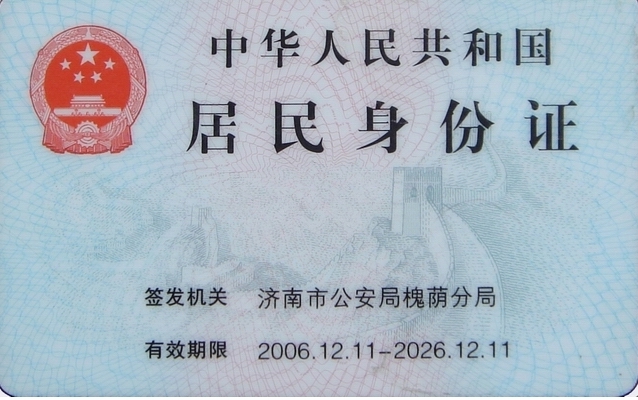 中华人民共和国
居民身份证
签发机关 济南市公安局槐荫分局
有效期限 2006.12.11-2026.12.11